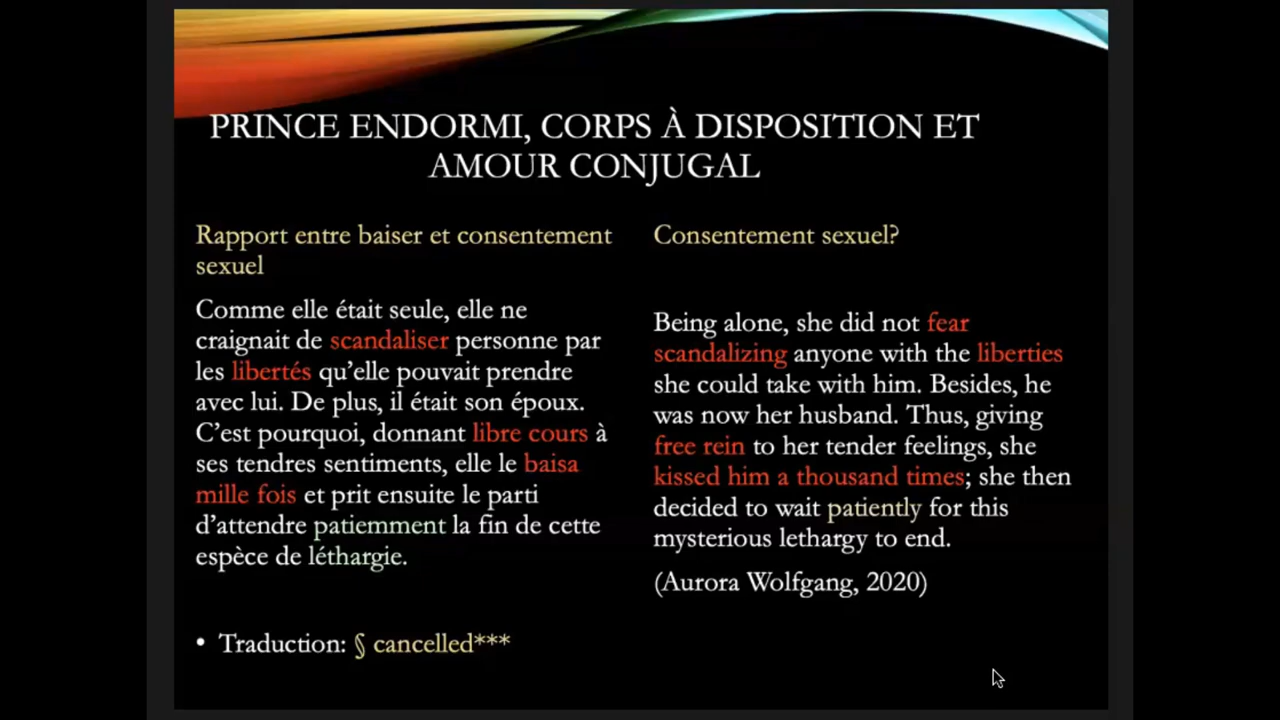 PRINCE ENDORMI, CORPS À DISPOSITION ET
AMOUR CONJUGAL
Rapport entre baiser et consentement
sexuel
Comme elle était seule, elle ne
craignait de scandaliser personne par
les libertés qu'elle pouvait prendre
avec lui. De plus, il était son époux.
C'est pourquoi, donnant libre cours à
ses tendres sentiments, elle le baisa
mille fois et prit ensuite le parti
d'attendre patiemment la fin de cette
espèce de léthargie.
• Traduction: § cancelled***
Consentement sexuel?
Being alone, she did not fear
scandalizing anyone with the liberties
she could take with him. Besides, he
was now her husband. Thus, giving
free rein to her tender feelings, she
kissed him a thousand times; she then
decided to wait patiently for this
mysterious lethargy to end.
(Aurora Wolfgang, 2020)